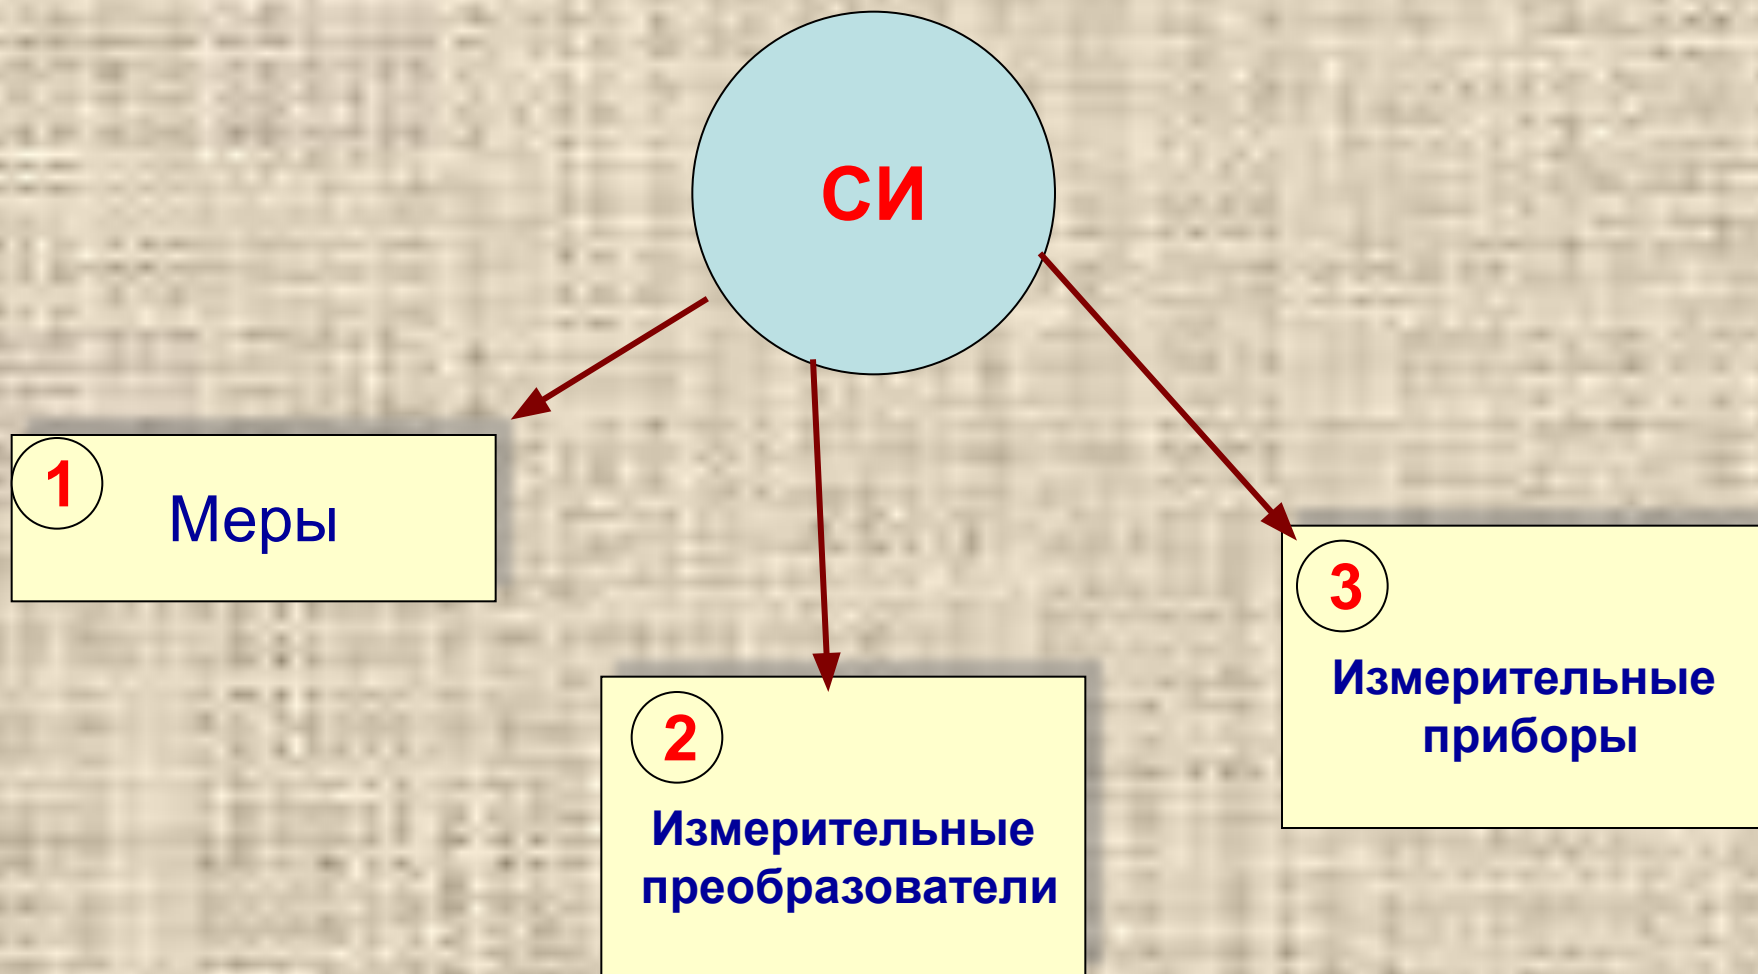 СИ
1
Меры
2
Измерительные
преобразователи
3
Измерительные
приборы